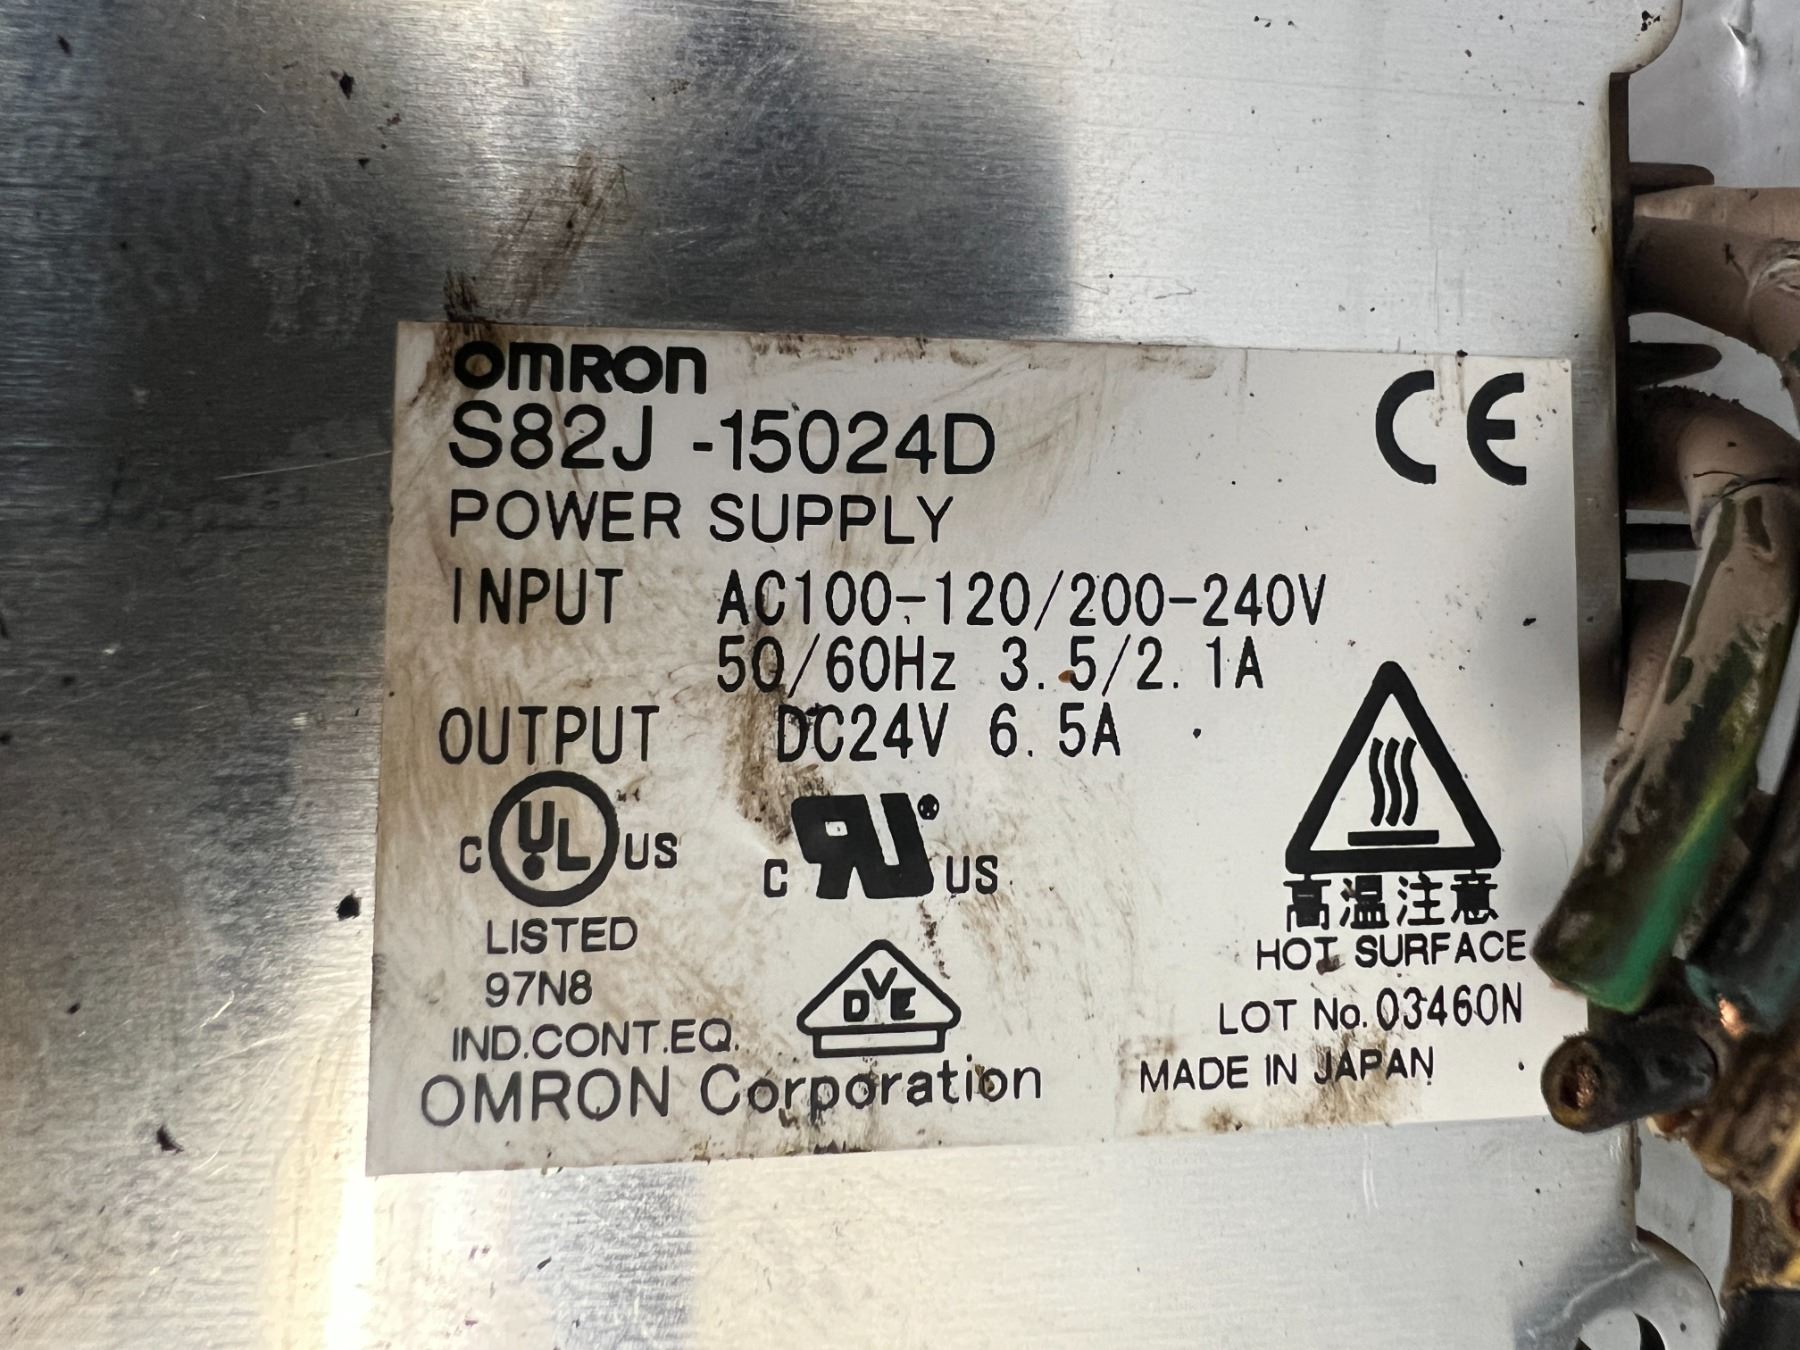 omron
CE
S82J-15024D
POWER SUPPLY
INPUT AC100-120/200-240V
50/60Hz 3.5/2.1A
OUTPUT DC24V 6.5A
C UL US
C RU® US
LISTED
97N8
IND.CONT.EQ.
DVE
高温注意
HOT SURFACE
LOT No.03460N
OMRON Corporation
MADE IN JAPAN